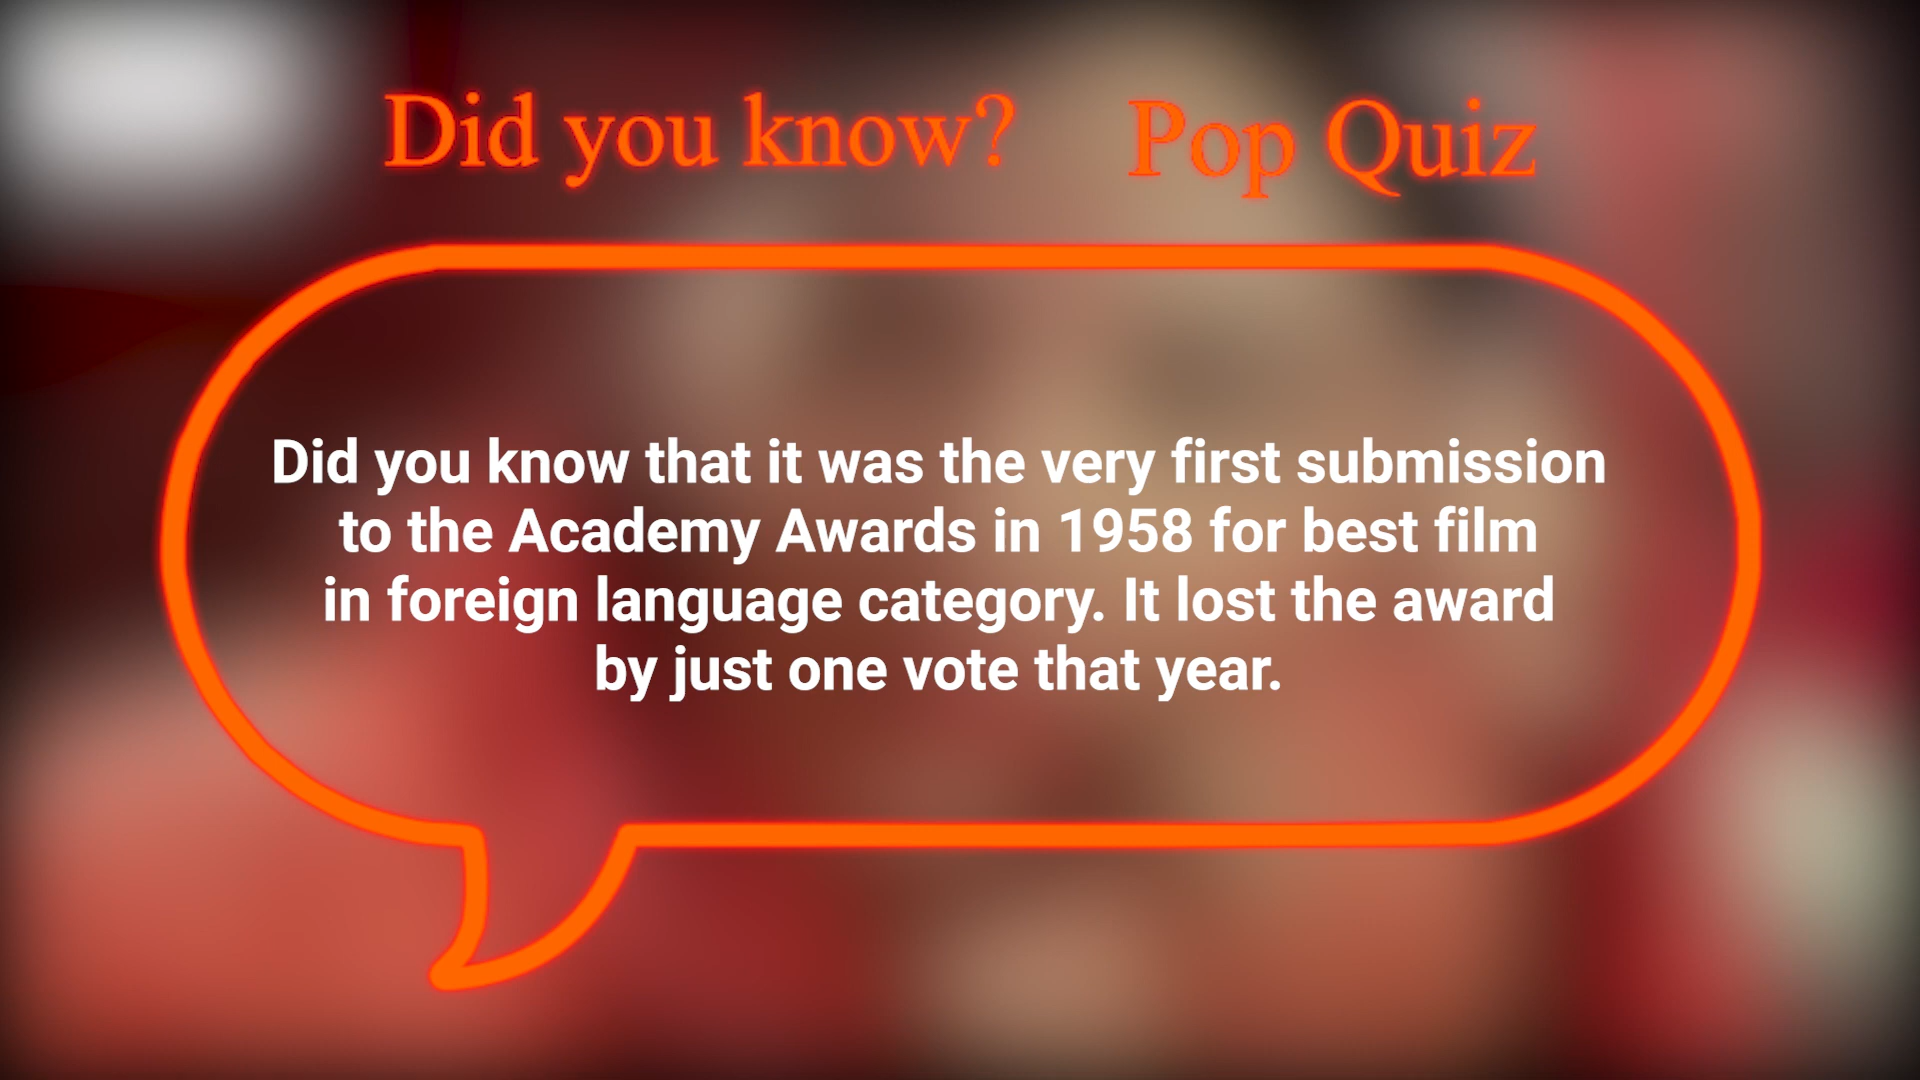 Did you know? Pop Quiz
Did you know that it was the very first submission
to the Academy Awards in 1958 for best film
in foreign language category. It lost the award
by just one vote that year.